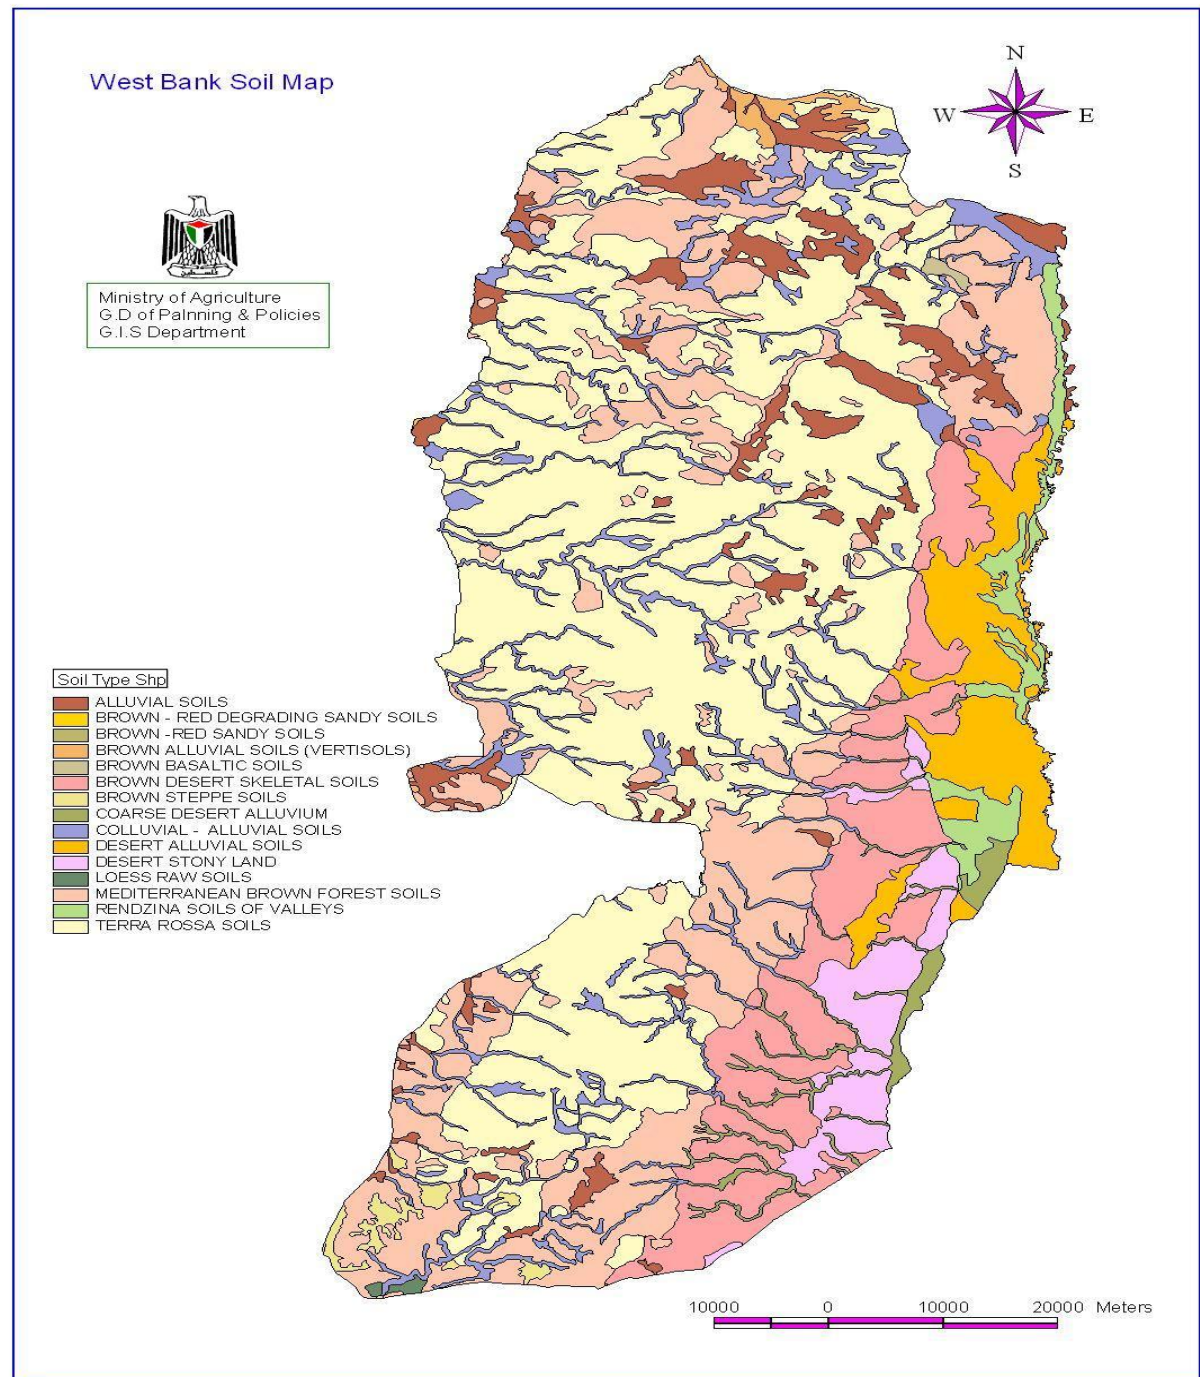 West Bank Soil Map
N
W E
S
Ministry of Agriculture
G.D of Palnning & Policies
G.I.S Department
Soil Type Shp
ALLUVIAL SOILS
BROWN - RED DEGRADING SANDY SOILS
BROWN -RED SANDY SOILS
BROWN ALLUVIAL SOILS (VERTISOLS)
BROWN BASALTIC SOILS
BROWN DESERT SKELETAL SOILS
BROWN STEPPE SOILS
COARSE DESERT ALLUVIUM
COLLUVIAL - ALLUVIAL SOILS
DESERT ALLUVIAL SOILS
DESERT STONY LAND
LOESS RAW SOILS
MEDITERRANEAN BROWN FOREST SOILS
RENDZINA SOILS OF VALLEYS
TERRA ROSSA SOILS
10000 0 10000 20000 Meters